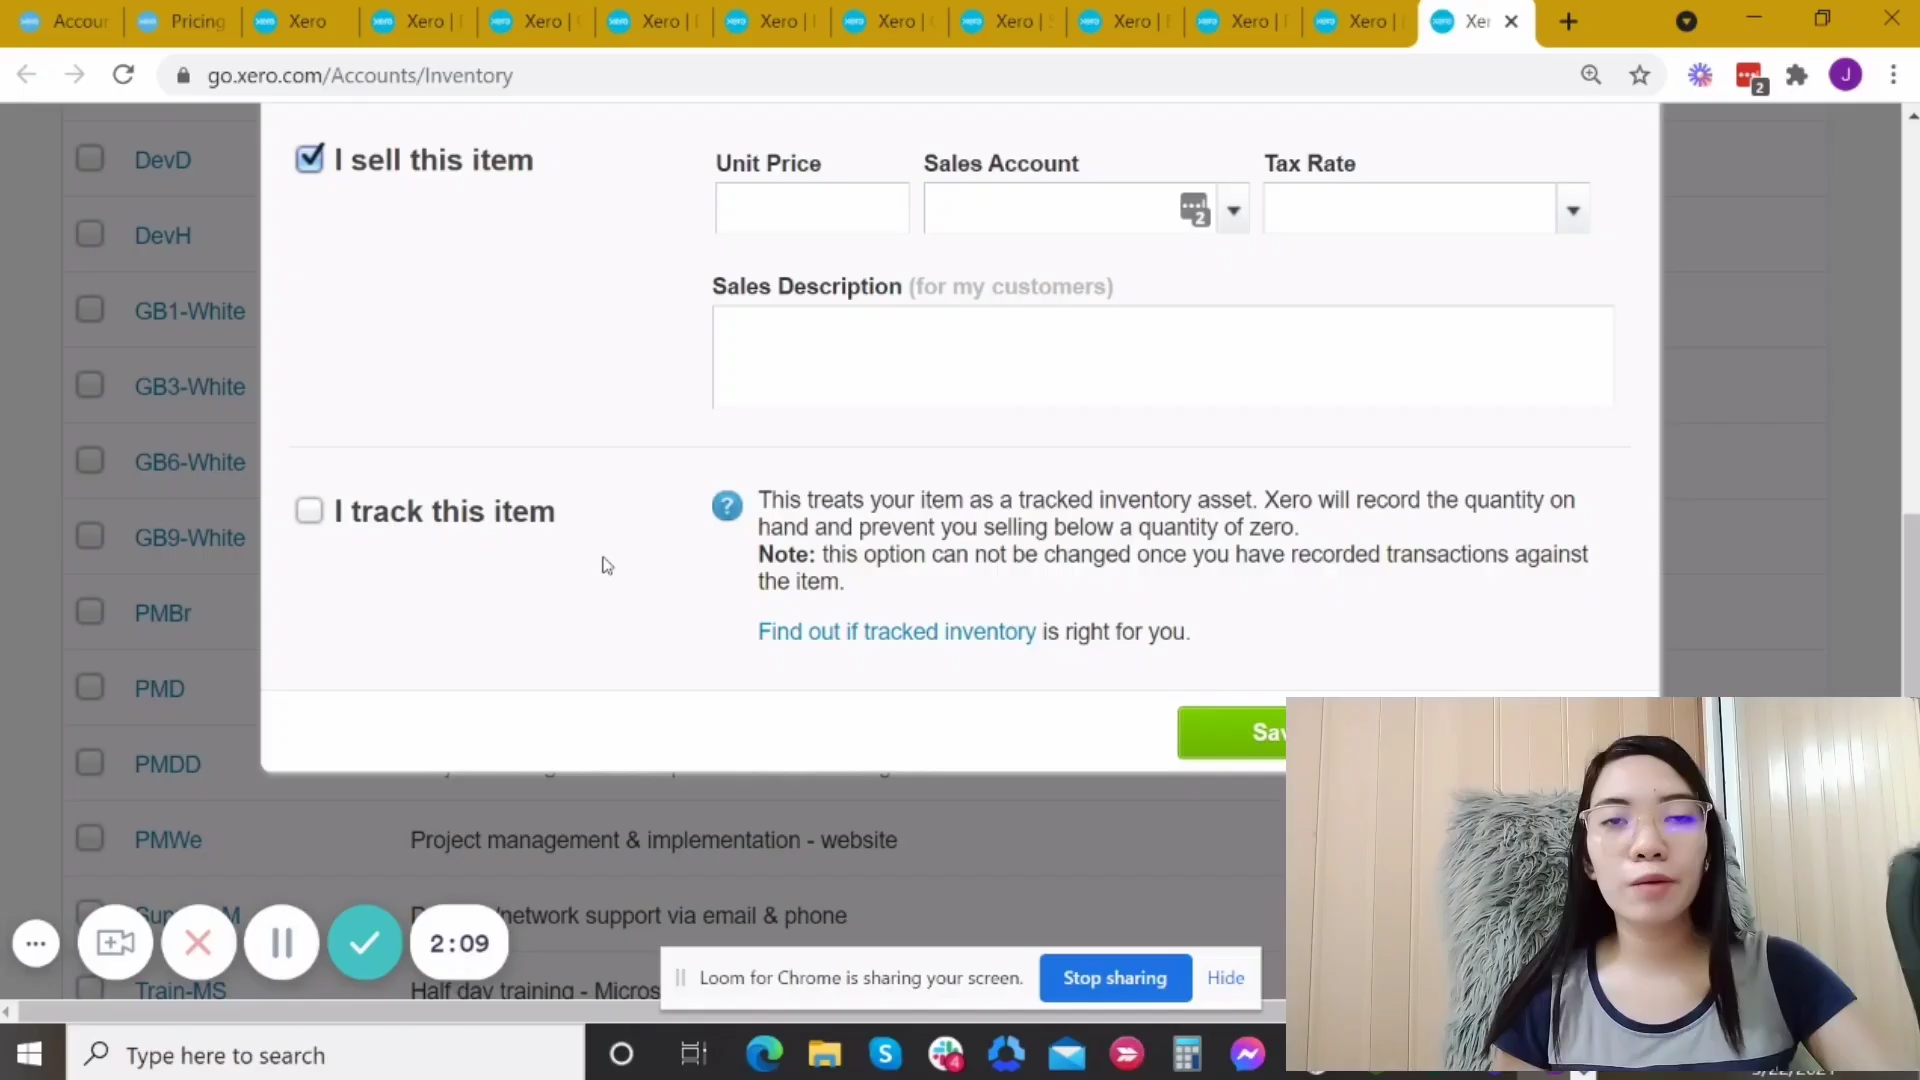 Accour
Pricing
Xero
Xero |
Xero |
Xero |
Xero |
Xero |
Xero |
Xero |
Xero |
Xero |
Xer
go.xero.com/Accounts/Inventory
2
J
I sell this item
Unit Price
Sales Account
Tax Rate
2
Sales Description (for my customers)
I track this item
?
This treats your item as a tracked inventory asset. Xero will record the quantity on
hand and prevent you selling below a quantity of zero.
Note: this option can not be changed once you have recorded transactions against
the item.
Find out if tracked inventory is right for you.
Sav
DevD
DevH
GB1-White
GB3-White
GB6-White
GB9-White
PMBr
PMD
PMDD
PMWe
Project management & implementation - website
/network support via email & phone
Train-MS
Half day training - Micros
2:09
Loom for Chrome is sharing your screen.
Stop sharing
Hide
Type here to search
4